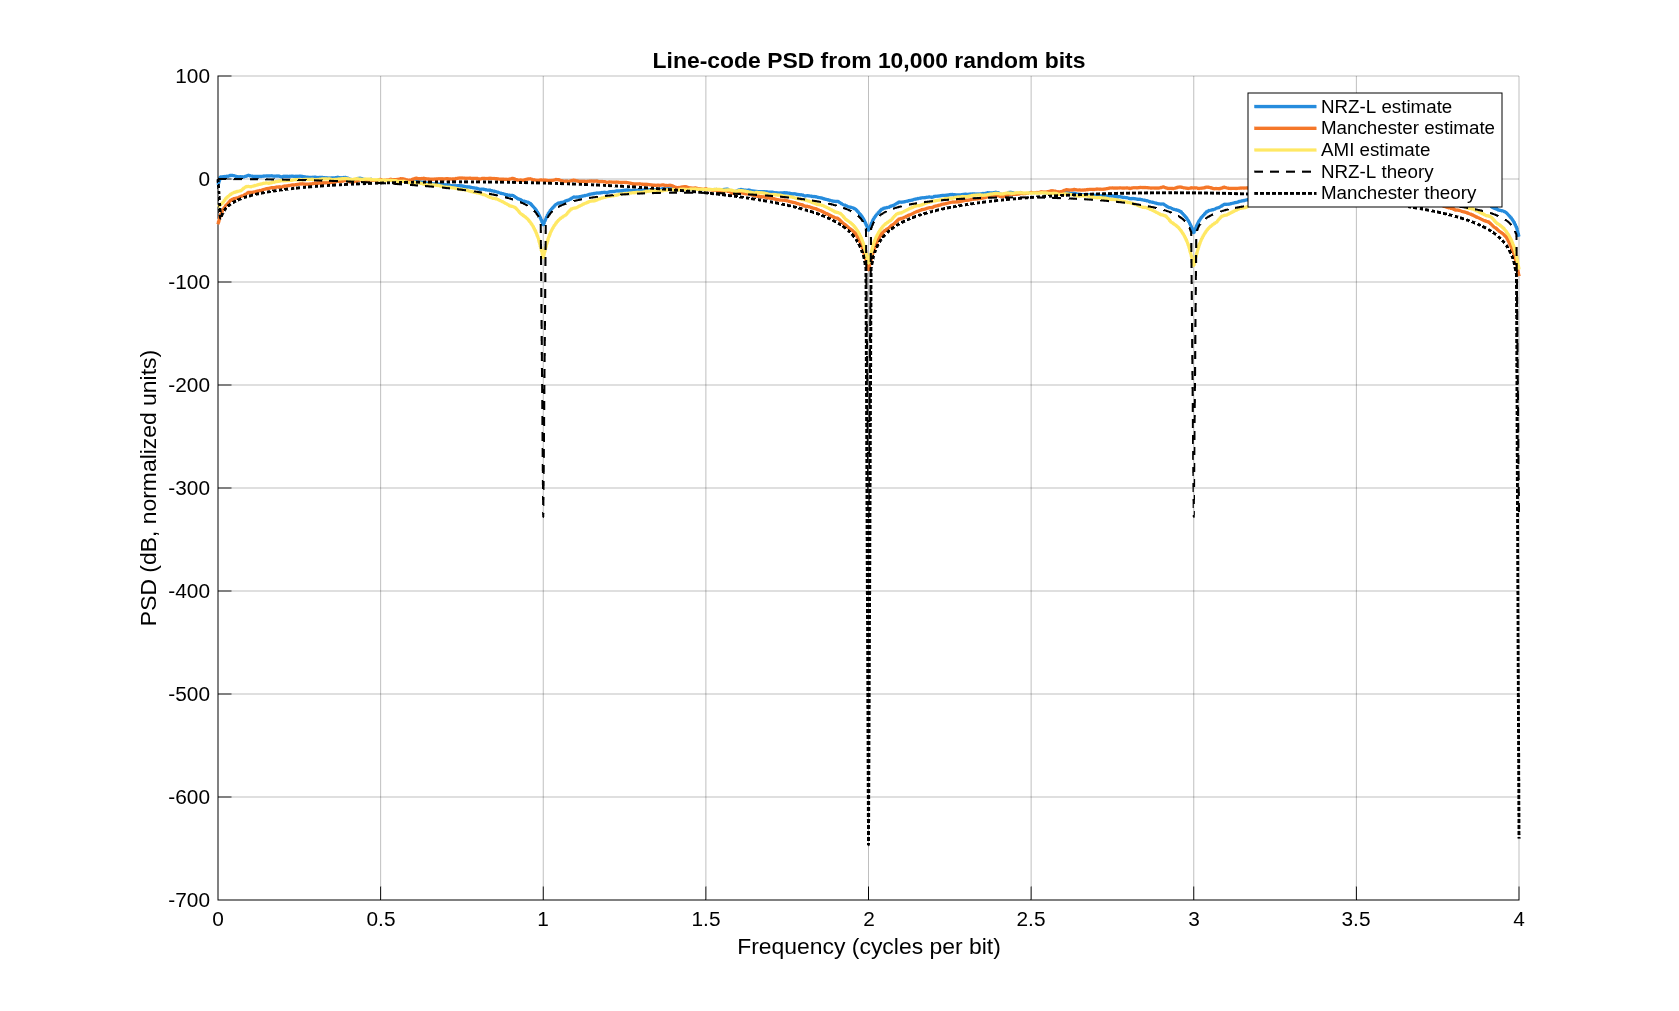 Line-code PSD from 10,000 random bits
100
0
-100
-200
-300
-400
-500
-600
-700
PSD (dB, normalized units)
NRZ-L estimate
Manchester estimate
AMI estimate
NRZ-L theory
Manchester theory
0 0.5 1 1.5 2 2.5 3 3.5 4
Frequency (cycles per bit)